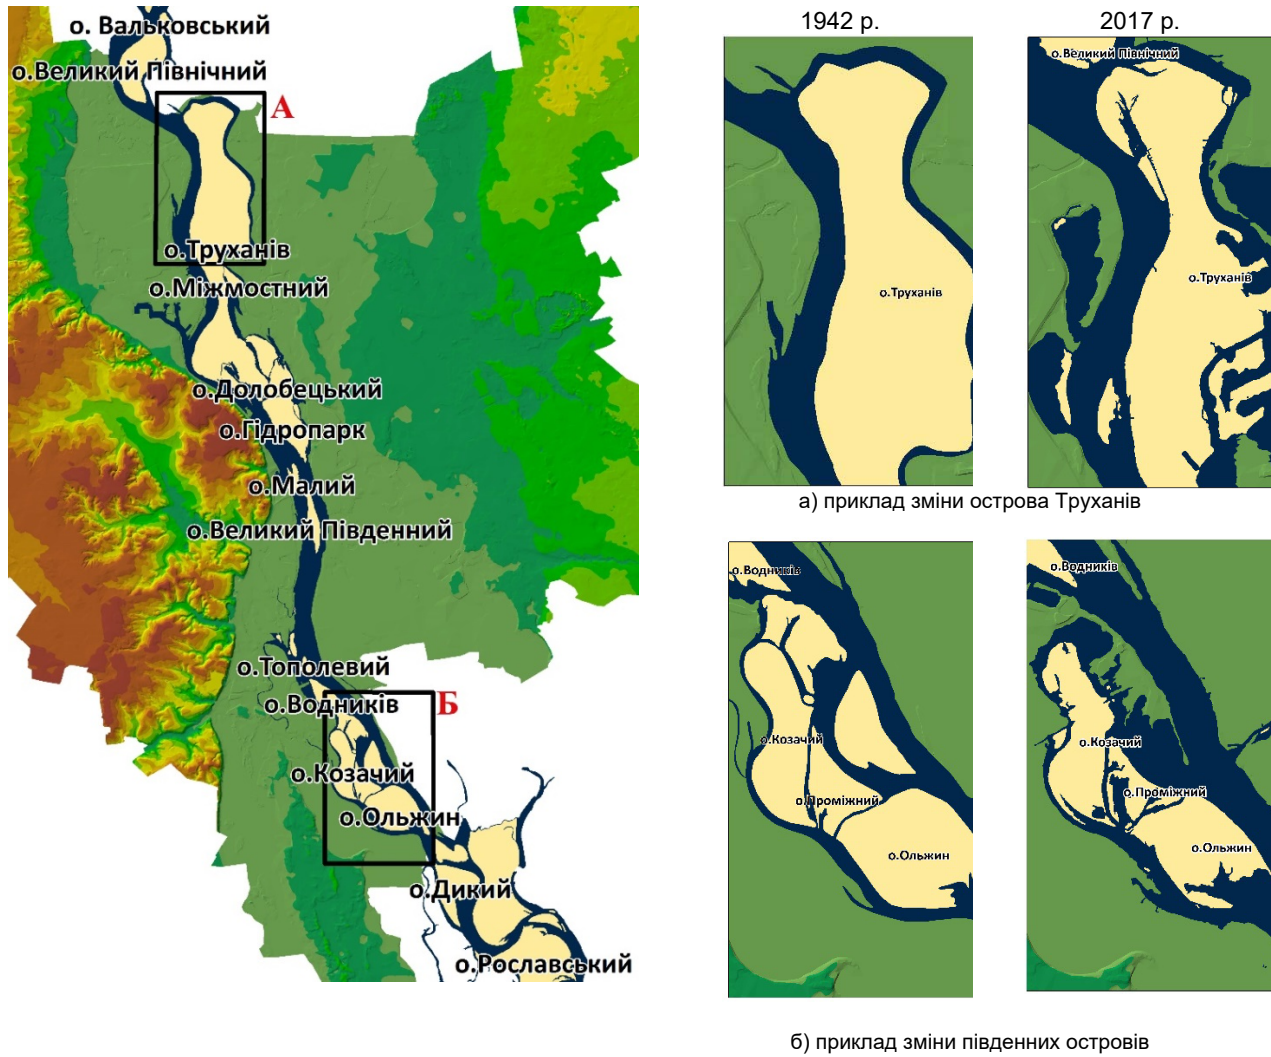 о. Вальковський
о.Великий Північний
А
о.Труханів
о.Міжмостний
о.Долобецький
о.Гідропарк
о.Малий
о.Великий Південний
о.Тополевий
о.Водників
Б
о.Козачий
о.Ольжин
о.Дикий
о.Рославський
1942 р.
2017 р.
о.Труханів
о.Великий Північний
о.Труханів
а) приклад зміни острова Труханів
о.Водників
о.Козачий
о.Проміжний
о.Ольжин
о.Водників
о.Козачий
о.Проміжний
о.Ольжин
б) приклад зміни південних островів